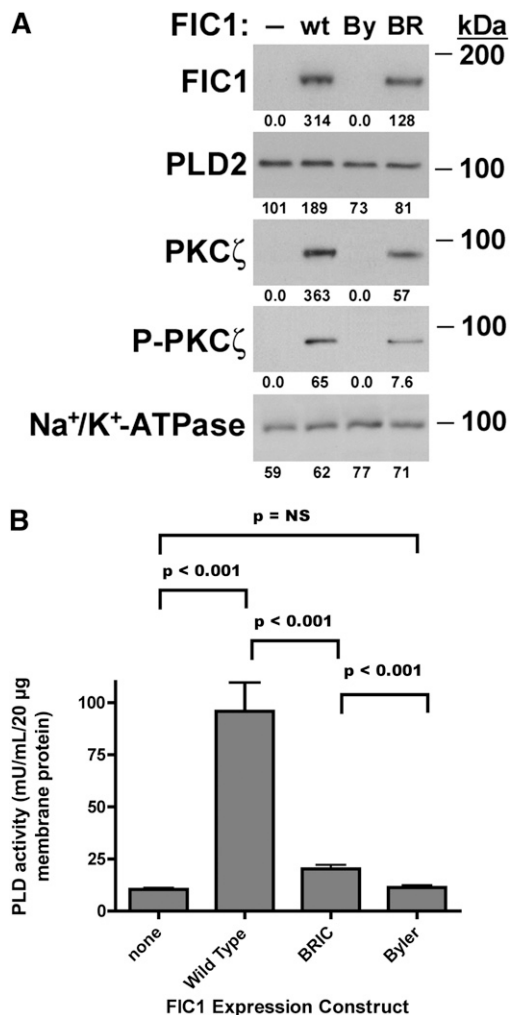 A
FIC1: – wt By BR kDa
FIC1
200
0.0 314 0.0 128
PLD2
100
101 189 73 81
PKCζ
100
0.0 363 0.0 57
P-PKCζ
100
0.0 65 0.0 7.6
Na⁺/K⁺-ATPase
100
59 62 77 71
B
p = NS
p < 0.001
p < 0.001
p < 0.001
PLD activity (mU/mL/20 µg
membrane protein)
100
75
50
25
0
none
Wild Type
BRIC
Byler
FIC1 Expression Construct